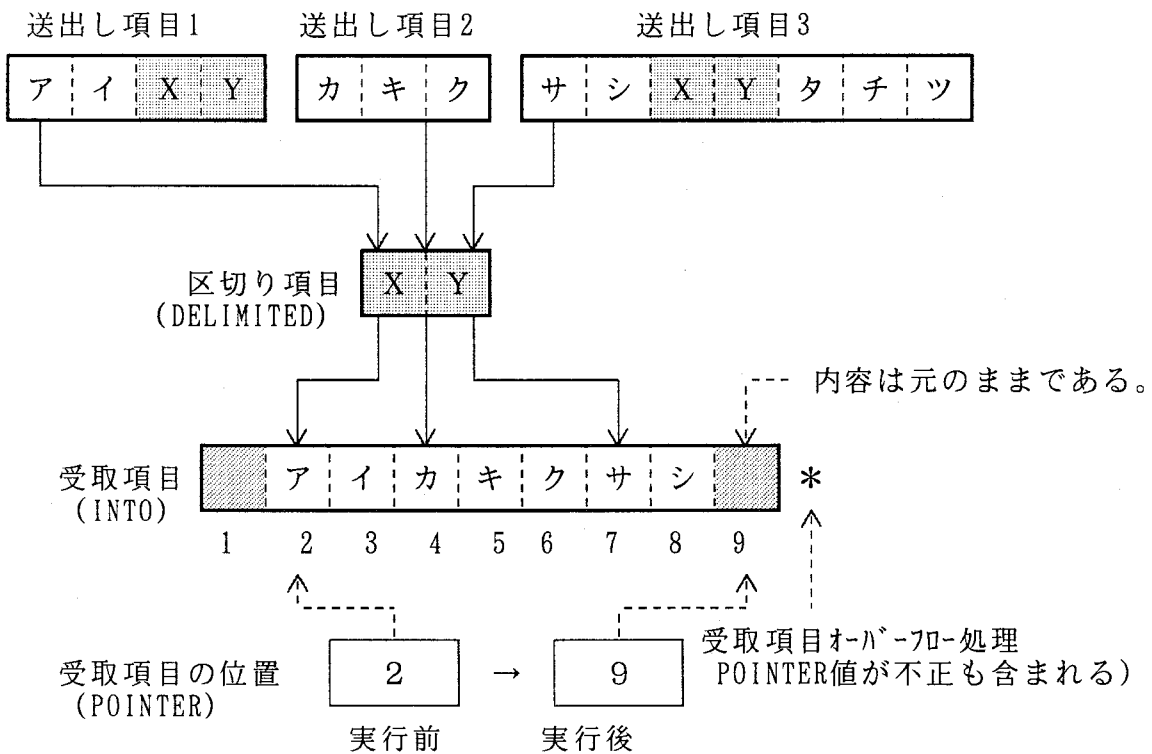 送出し項目1 送出し項目2 送出し項目3
ア イ X Y カ キ ク サ シ X Y タ チ ツ
区切り項目 X Y
(DELIMITED)
内容は元のままである。
受取項目 ア イ カ キ ク サ シ *
(INTO)
1 2 3 4 5 6 7 8 9
受取項目オーバーフロー処理
受取項目の位置 2 → 9 POINTER値が不正も含まれる)
(POINTER)
実行前 実行後